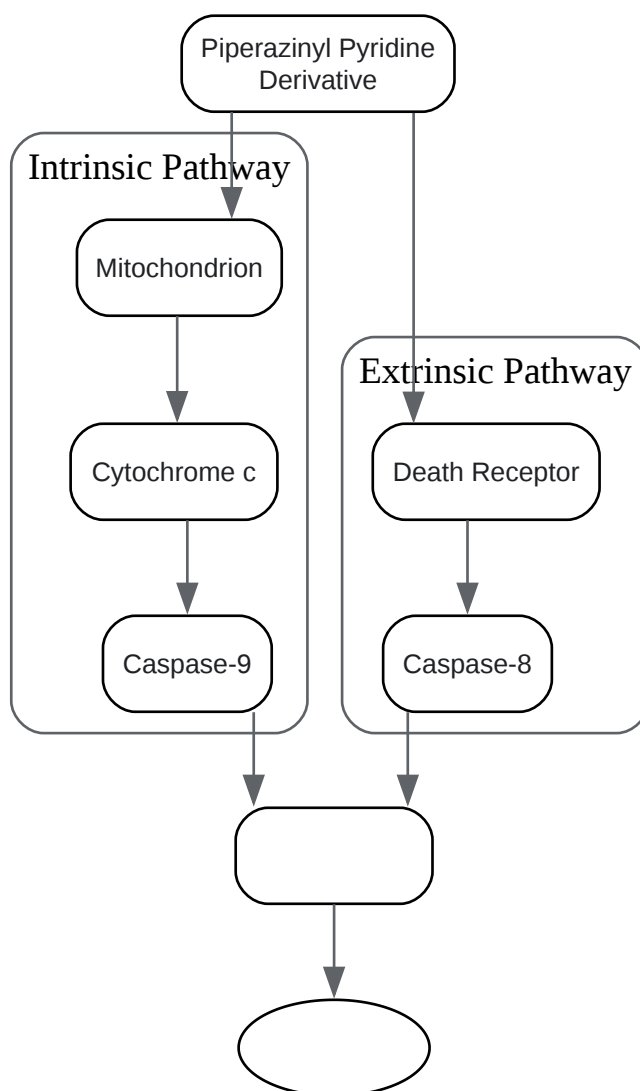 Piperazinyl Pyridine
Derivative
Intrinsic Pathway
Mitochondrion
Extrinsic Pathway
Cytochrome c
Death Receptor
Caspase-9
Caspase-8